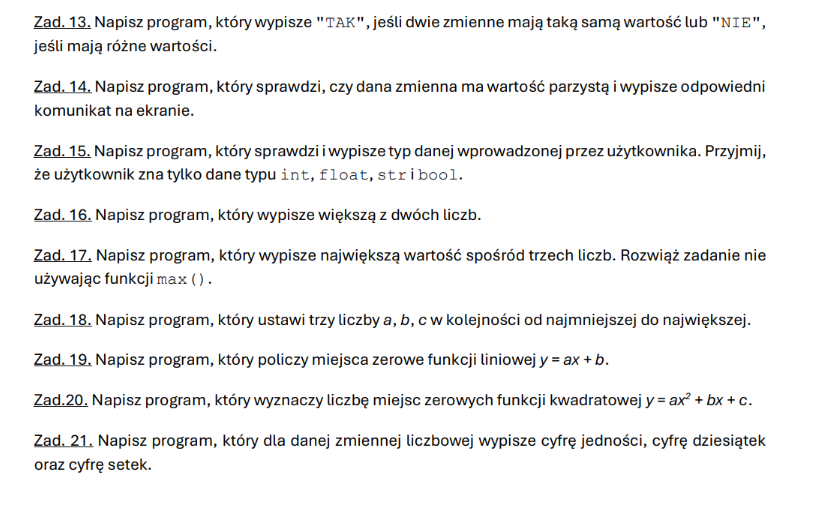 Zad. 13. Napisz program, który wypisze "TAK", jeśli dwie zmienne mają taką samą wartość lub "NIE",
jeśli mają różne wartości.
Zad. 14. Napisz program, który sprawdzi, czy dana zmienna ma wartość parzystą i wypisze odpowiedni
komunikat na ekranie.
Zad. 15. Napisz program, który sprawdzi i wypisze typ danej wprowadzonej przez użytkownika. Przyjmij,
że użytkownik zna tylko dane typu int, float, str i bool.
Zad. 16. Napisz program, który wypisze większą z dwóch liczb.
Zad. 17. Napisz program, który wypisze największą wartość spośród trzech liczb. Rozwiąż zadanie nie
używając funkcji max().
Zad. 18. Napisz program, który ustawi trzy liczby a, b, c w kolejności od najmniejszej do największej.
Zad. 19. Napisz program, który policzy miejsca zerowe funkcji liniowej y = ax + b.
Zad.20. Napisz program, który wyznaczy liczbę miejsc zerowych funkcji kwadratowej y = ax² + bx + c.
Zad. 21. Napisz program, który dla danej zmiennej liczbowej wypisze cyfrę jedności, cyfrę dziesiątek
oraz cyfrę setek.